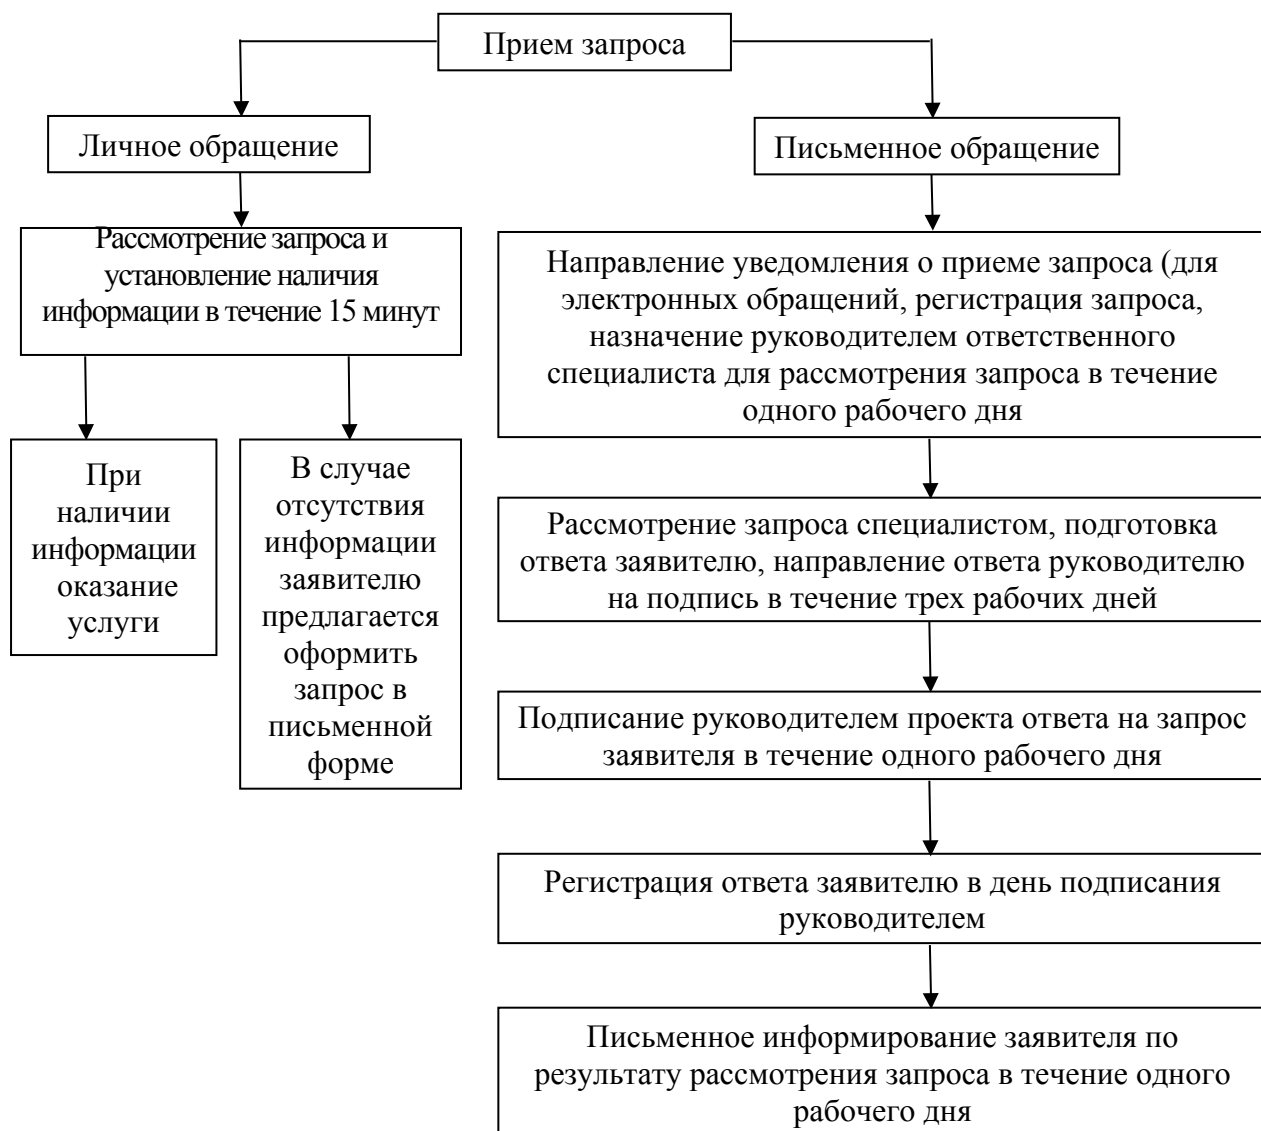 Прием запроса
Личное обращение
Письменное обращение
Рассмотрение запроса и
установление наличия
информации в течение 15 минут
Направление уведомления о приеме запроса (для
электронных обращений, регистрация запроса,
назначение руководителем ответственного
специалиста для рассмотрения запроса в течение
одного рабочего дня
При
наличии
информации
оказание
услуги
В случае
отсутствия
информации
заявителю
предлагается
оформить
запрос в
письменной
форме
Рассмотрение запроса специалистом, подготовка
ответа заявителю, направление ответа руководителю
на подпись в течение трех рабочих дней
Подписание руководителем проекта ответа на запрос
заявителя в течение одного рабочего дня
Регистрация ответа заявителю в день подписания
руководителем
Письменное информирование заявителя по
результату рассмотрения запроса в течение одного
рабочего дня